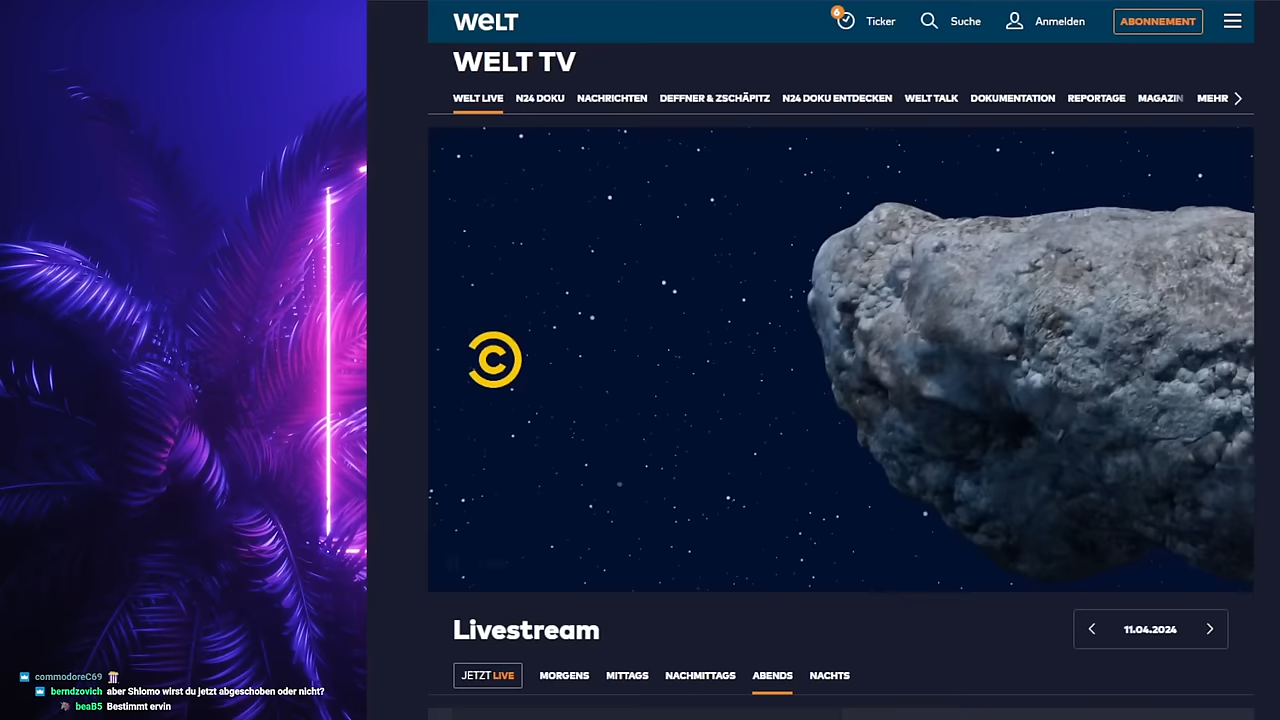 WELT
6
Ticker
Suche
Anmelden
ABONNEMENT
WELT TV
WELT LIVE N24 DOKU NACHRICHTEN DEFFNER & ZSCHÄPITZ N24 DOKU ENTDECKEN WELT TALK DOKUMENTATION REPORTAGE MAGAZIN MEHR
Livestream
11.04.2024
JETZT LIVE MORGENS MITTAGS NACHMITTAGS ABENDS NACHTS
commodoreC69
berndzovich aber Shlomo wirst du jetzt abgeschoben oder nicht?
beaB5 Bestimmt ervin